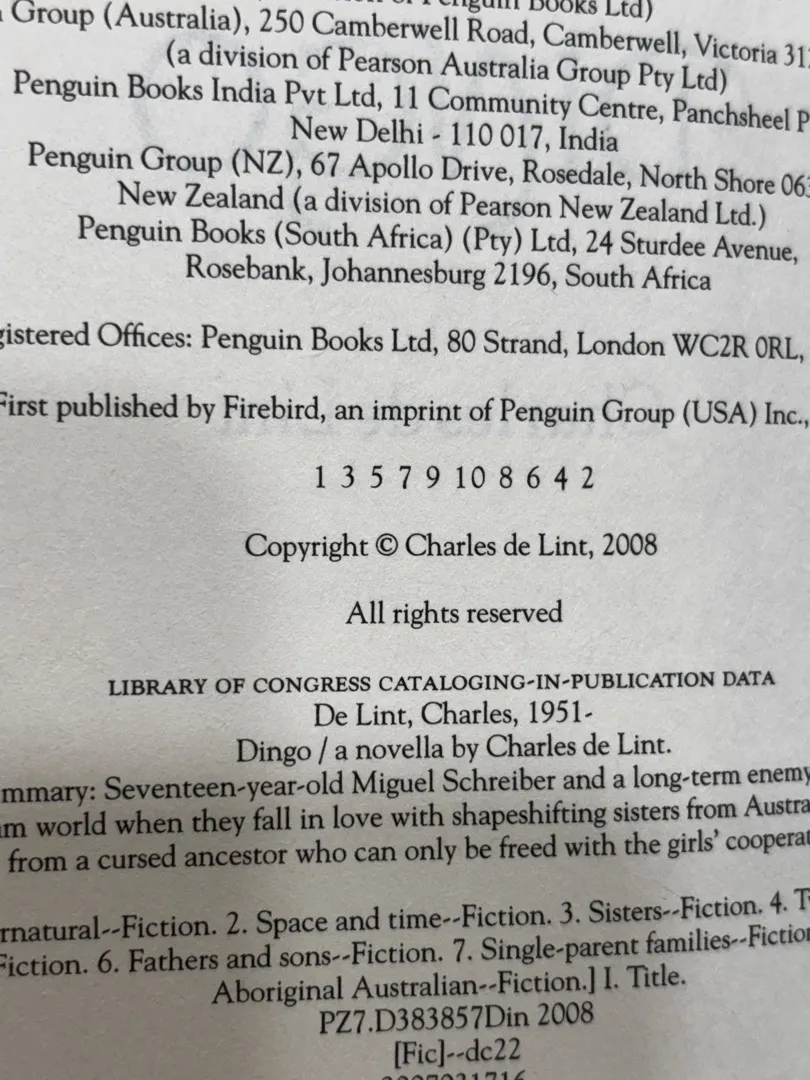 Group (Australia), 250 Camberwell Road, Camberwell, Victoria
(a division of Pearson Australia Group Pty Ltd)
Penguin Books India Pvt Ltd, 11 Community Centre, Panchsheel P
New Delhi - 110 017, India
Penguin Group (NZ), 67 Apollo Drive, Rosedale, North Shore 06
New Zealand (a division of Pearson New Zealand Ltd.)
Penguin Books (South Africa) (Pty) Ltd, 24 Sturdee Avenue,
Rosebank, Johannesburg 2196, South Africa
gistered Offices: Penguin Books Ltd, 80 Strand, London WC2R 0RL,
First published by Firebird, an imprint of Penguin Group (USA) Inc.,
1 3 5 7 9 10 8 6 4 2
Copyright © Charles de Lint, 2008
All rights reserved
LIBRARY OF CONGRESS CATALOGING-IN-PUBLICATION DATA
De Lint, Charles, 1951-
Dingo / a novella by Charles de Lint.
mmary: Seventeen-year-old Miguel Schreiber and a long-term enemy
am world when they fall in love with shapeshifting sisters from Austra
from a cursed ancestor who can only be freed with the girls' cooperat
rnatural--Fiction. 2. Space and time--Fiction. 3. Sisters--Fiction. 4. T
Fiction. 6. Fathers and sons--Fiction. 7. Single-parent families--Fiction
Aboriginal Australian--Fiction.] I. Title.
PZ7.D383857Din 2008
[Fic]--dc22